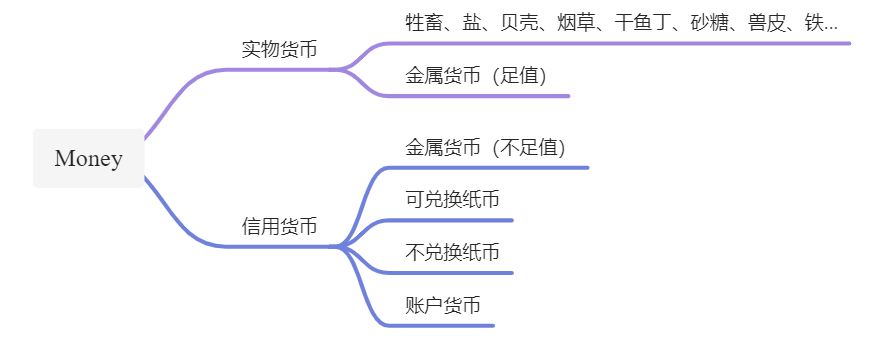 Money
实物货币
牲畜、盐、贝壳、烟草、干鱼丁、砂糖、兽皮、铁...
金属货币（足值）
信用货币
金属货币（不足值）
可兑换纸币
不兑换纸币
账户货币